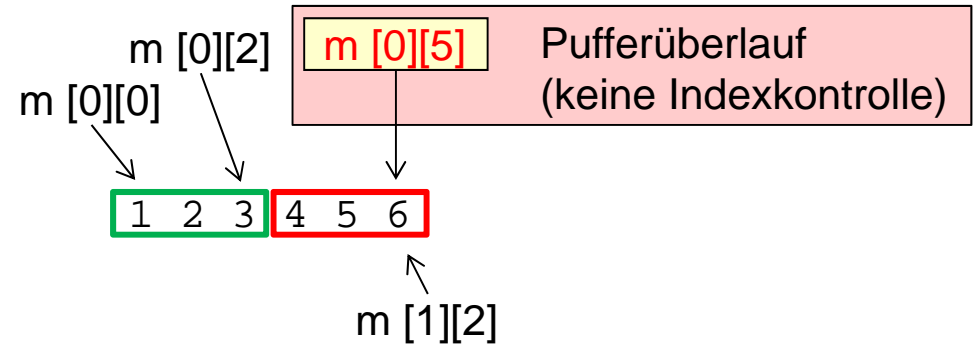 m [0][5] Pufferüberlauf
(keine Indexkontrolle)
m [0][2]
m [0][0]
1 2 3 4 5 6
m [1][2]